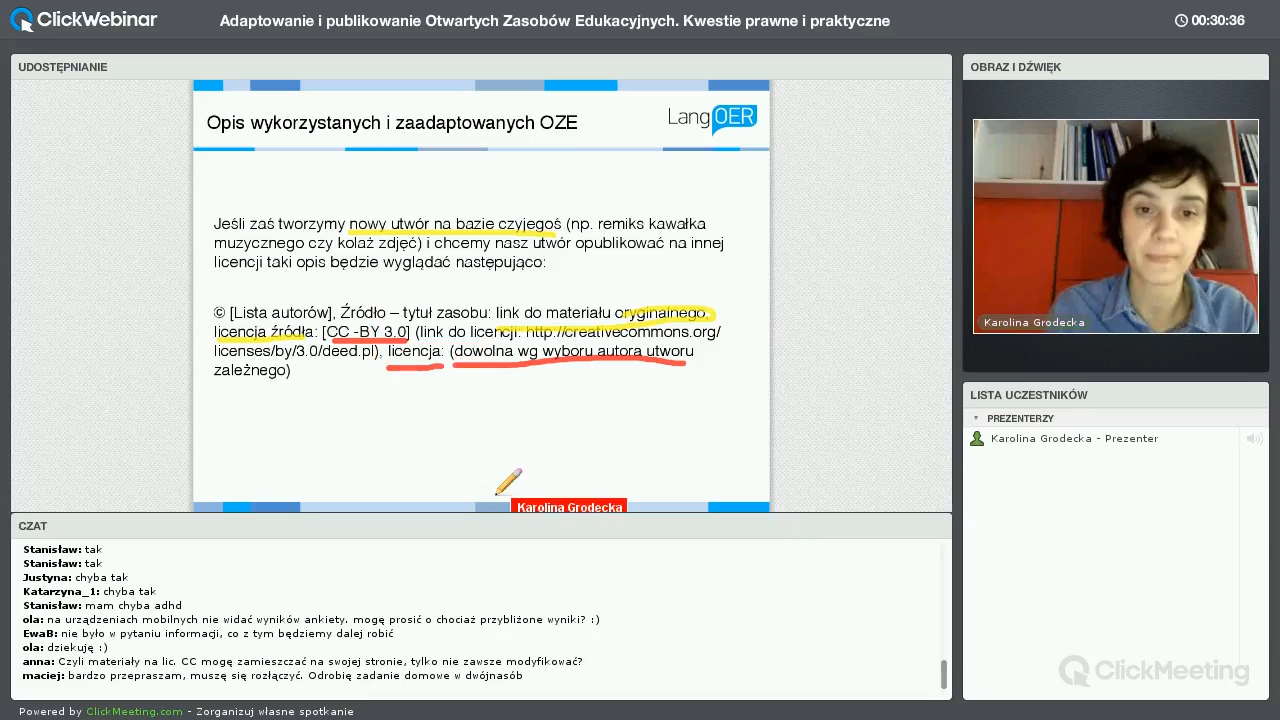 ClickWebinar
Adaptowanie i publikowanie Otwartych Zasobów Edukacyjnych. Kwestie prawne i praktyczne
00:30:36
UDOSTĘPNIANIE
Opis wykorzystanych i zaadaptowanych OZE
LangOER
Jeśli zaś tworzymy nowy utwór na bazie czyjegoś (np. remiks kawałka
muzycznego czy kolaż zdjęć) i chcemy nasz utwór opublikować na innej
licencji taki opis będzie wyglądać następująco:
© [Lista autorów], Źródło – tytuł zasobu: link do materiału oryginalnego,
licencja źródła: [CC -BY 3.0] (link do licencji: http://creativecommons.org/
licenses/by/3.0/deed.pl), licencja: (dowolna wg wyboru autora utworu
zależnego)
Karolina Grodecka
OBRAZ I DŹWIĘK
Karolina Grodecka
LISTA UCZESTNIKÓW
PREZENTERZY
Karolina Grodecka - Prezenter
CZAT
Stanisław: tak
Stanisław: tak
Justyna: chyba tak
Katarzyna_1: chyba tak
Stanisław: mam chyba adhd
ola: na urządzeniach mobilnych nie widać wyników ankiety. mogę prosić o chociaż przybliżone wyniki? :)
EwaB: nie było w pytaniu informacji, co z tym będziemy dalej robić
ola: dziekuję :)
anna: Czyli materiały na lic. CC mogę zamieszczać na swojej stronie, tylko nie zawsze modyfikować?
maciej: bardzo przepraszam, muszę się rozłączyć. Odrobię zadanie domowe w dwójnasób
ClickMeeting
Powered by ClickMeeting.com - Zorganizuj własne spotkanie